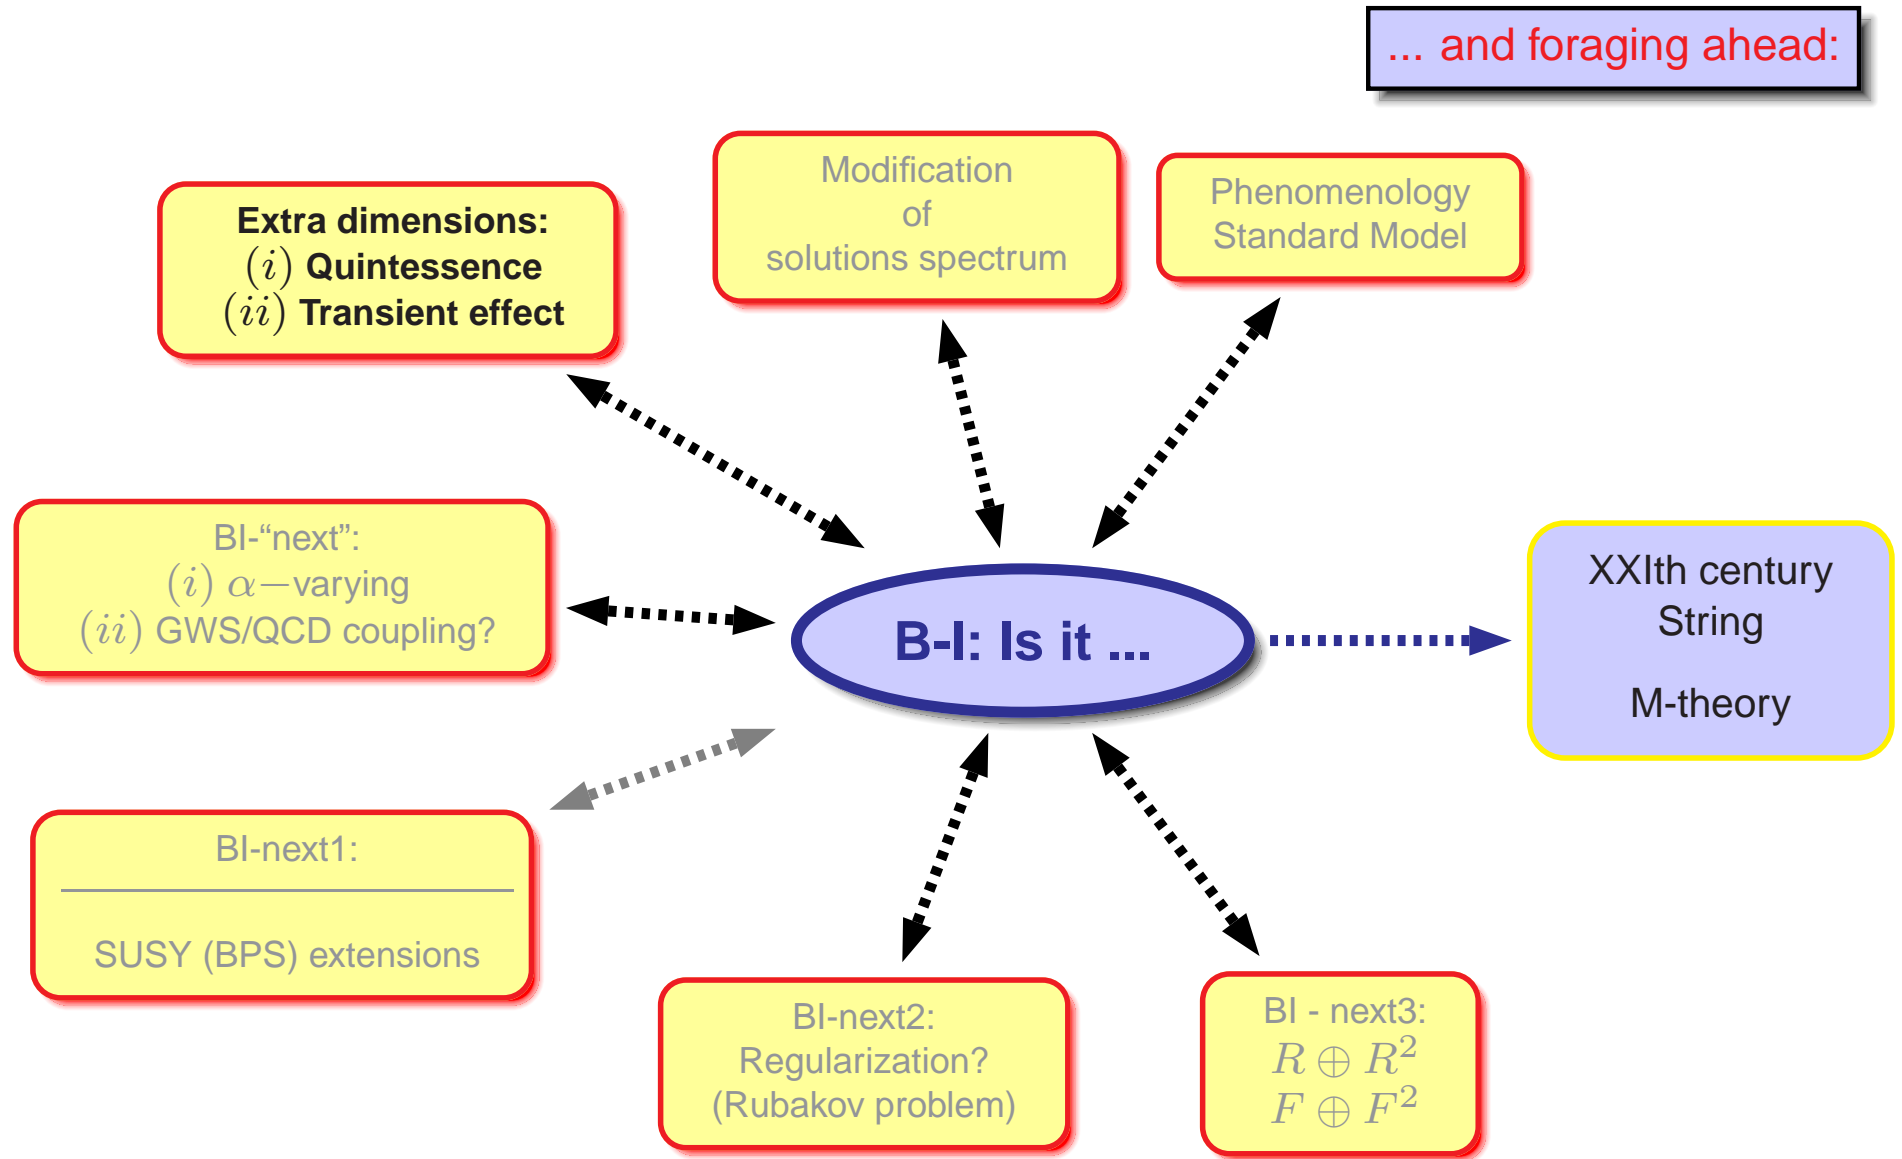 ... and foraging ahead:
Modification
of
solutions spectrum
Phenomenology
Standard Model
Extra dimensions:
(i) Quintessence
(ii) Transient effect
BI-“next”:
(i) α−varying
(ii) GWS/QCD coupling?
B-I: Is it ...
XXIth century
String
M-theory
BI-next1:
SUSY (BPS) extensions
BI-next2:
Regularization?
(Rubakov problem)
BI - next3:
R ⊕ R²
F ⊕ F²